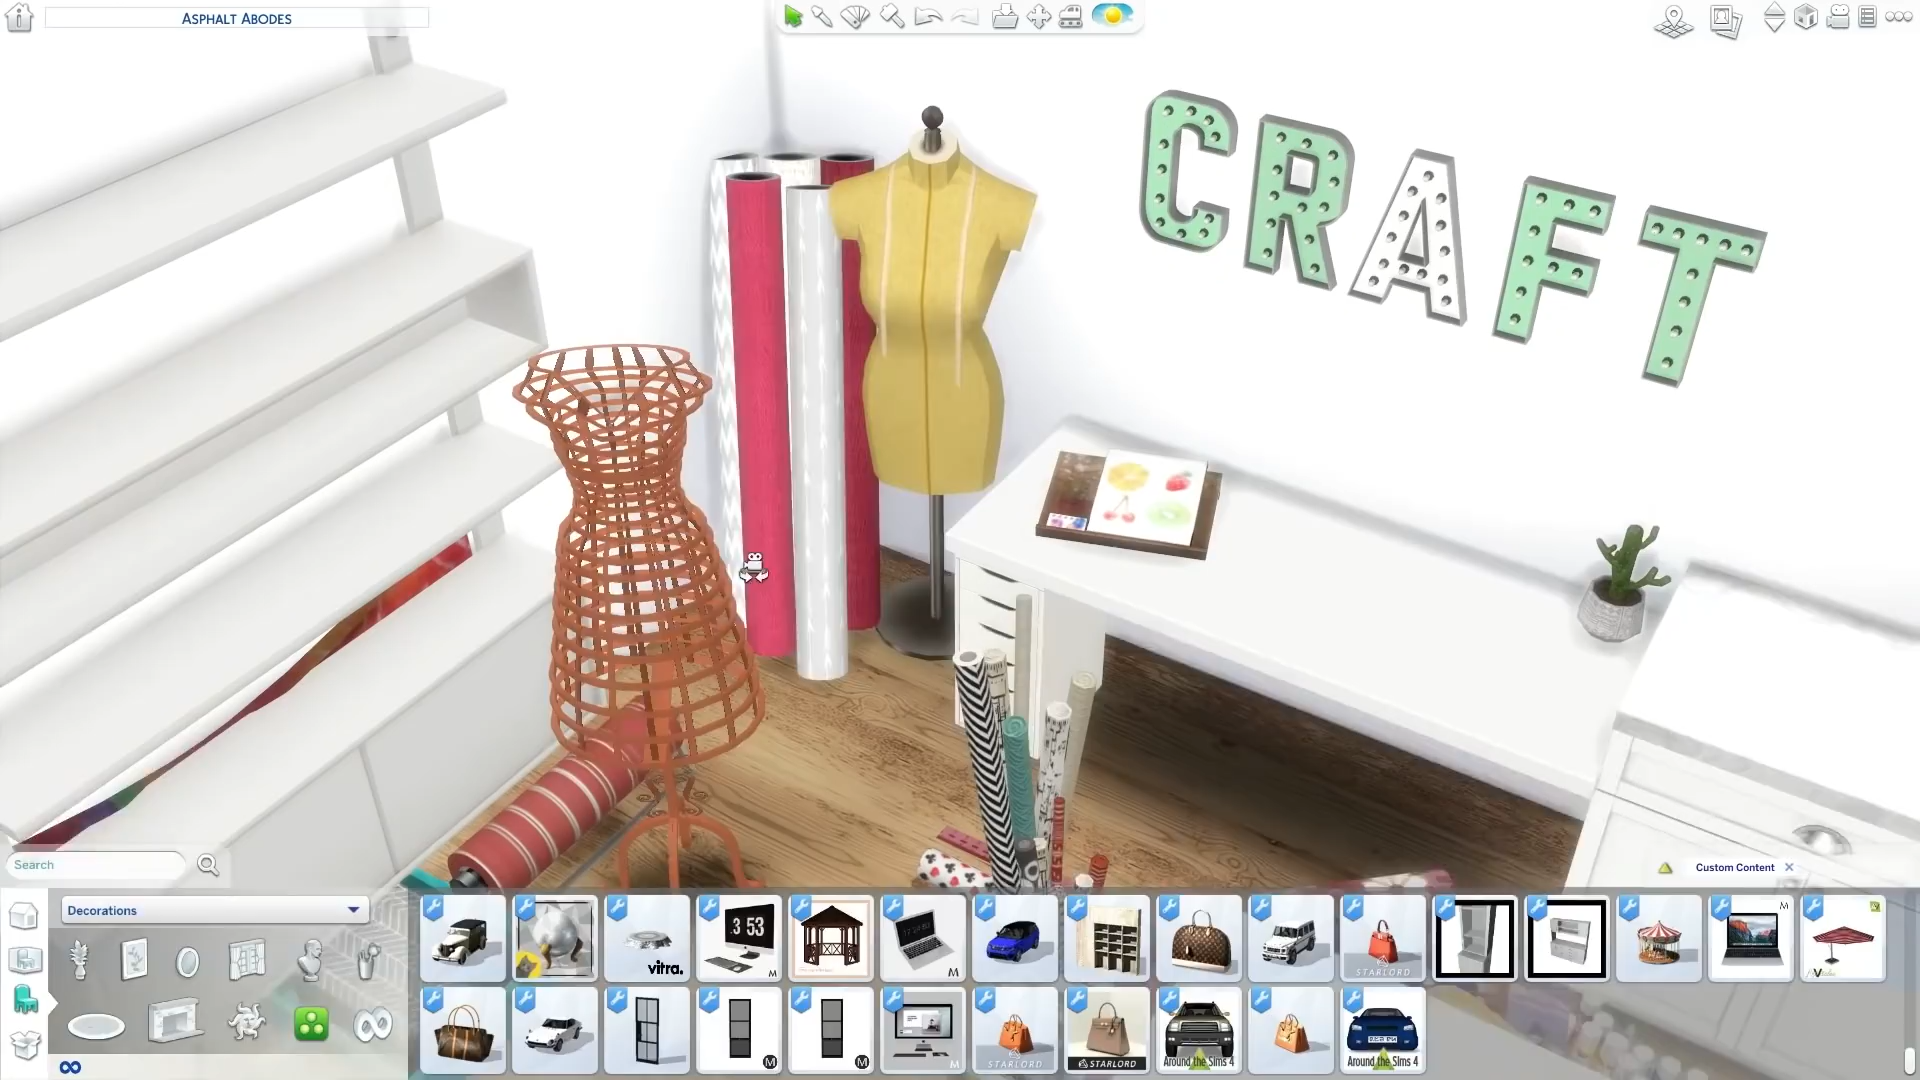 ASPHALT ABODES
CRAFT
Search
Custom Content
Decorations
vitra.
3 53
M
M
STARLORD
M
V
M
M
M
STARLORD
STARLORD
Around the Sims 4
Around the Sims 4